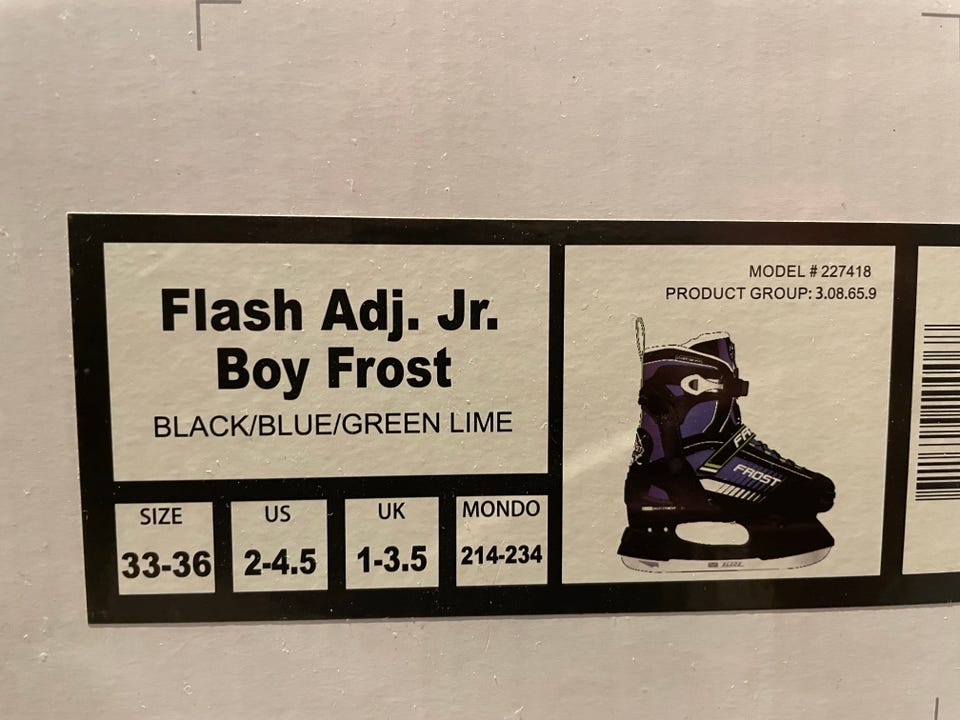 Flash Adj. Jr.
Boy Frost
BLACK/BLUE/GREEN LIME
SIZE
33-36
US
2-4.5
UK
1-3.5
MONDO
214-234
MODEL # 227418
PRODUCT GROUP: 3.08.65.9
FROST